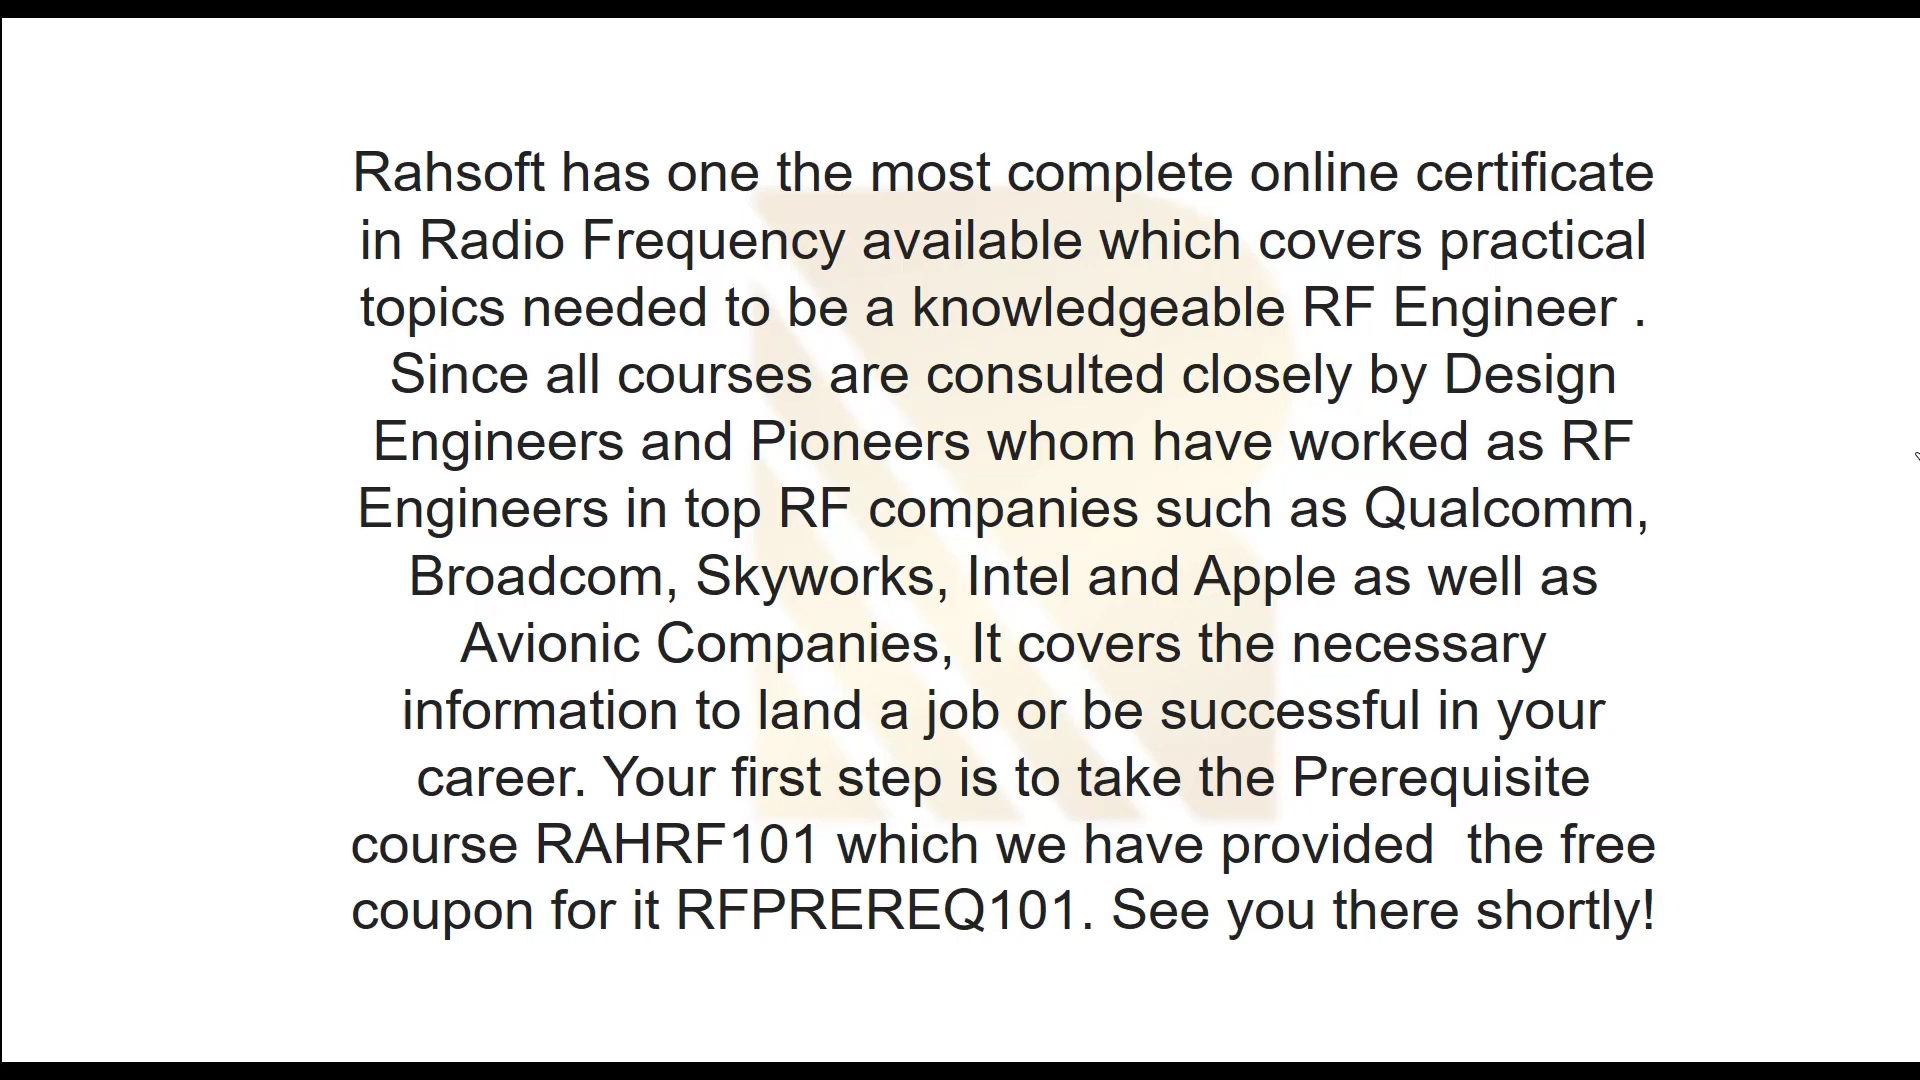 Rahsoft has one the most complete online certificate
in Radio Frequency available which covers practical
topics needed to be a knowledgeable RF Engineer .
Since all courses are consulted closely by Design
Engineers and Pioneers whom have worked as RF
Engineers in top RF companies such as Qualcomm,
Broadcom, Skyworks, Intel and Apple as well as
Avionic Companies, It covers the necessary
information to land a job or be successful in your
career. Your first step is to take the Prerequisite
course RAHRF101 which we have provided  the free
coupon for it RFPREREQ101. See you there shortly!